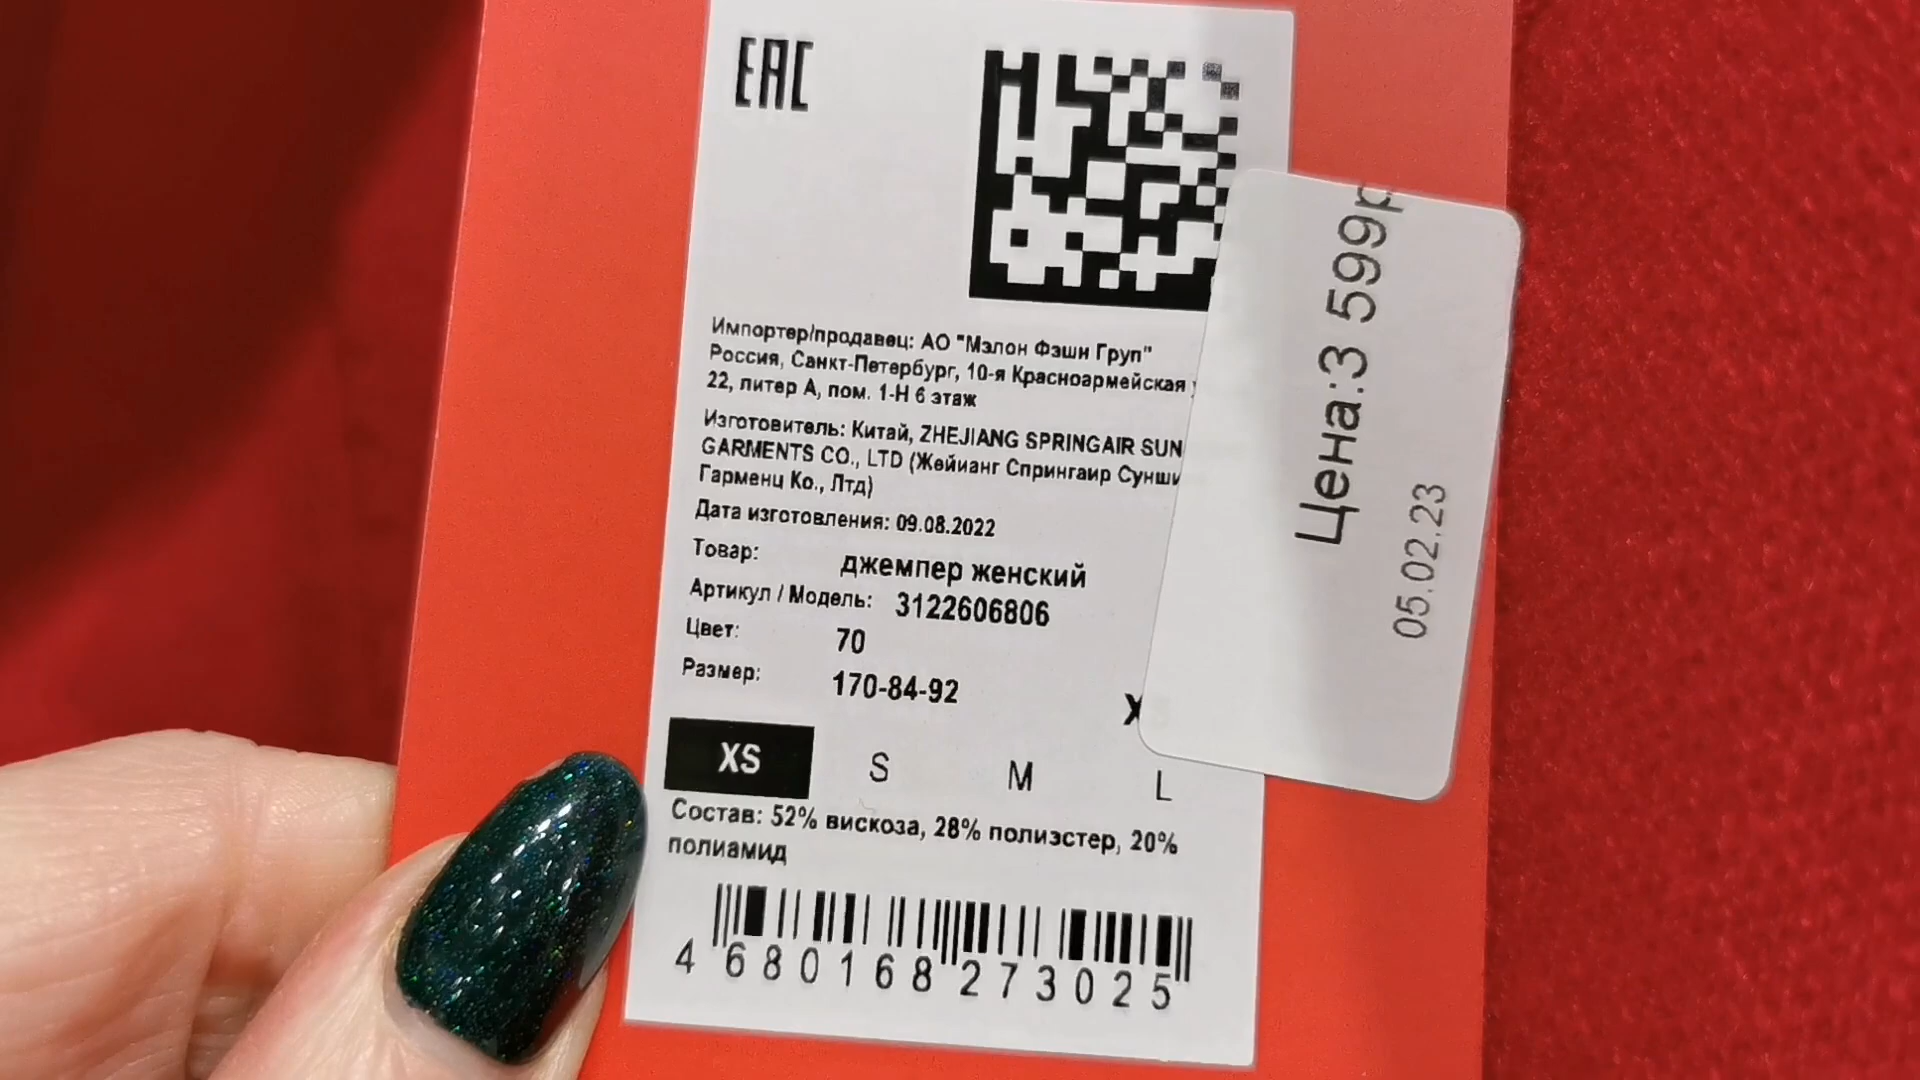 EAC
Импортер/продавец: АО "Мэлон Фэшн Груп"
Россия, Санкт-Петербург, 10-я Красноармейская
22, литер А, пом. 1-Н 6 этаж
Изготовитель: Китай, ZHEJIANG SPRINGAIR SUN
GARMENTS CO., LTD (Жейианг Спрингаир Сунши
Гарменц Ко., Лтд)
Дата изготовления: 09.08.2022
Товар: джемпер женский
Артикул / Модель: 3122606806
Цвет: 70
Размер: 170-84-92
XS S M L
Состав: 52% вискоза, 28% полиэстер, 20%
полиамид
4 680168 273025
Цена:3 599р
05.02.23